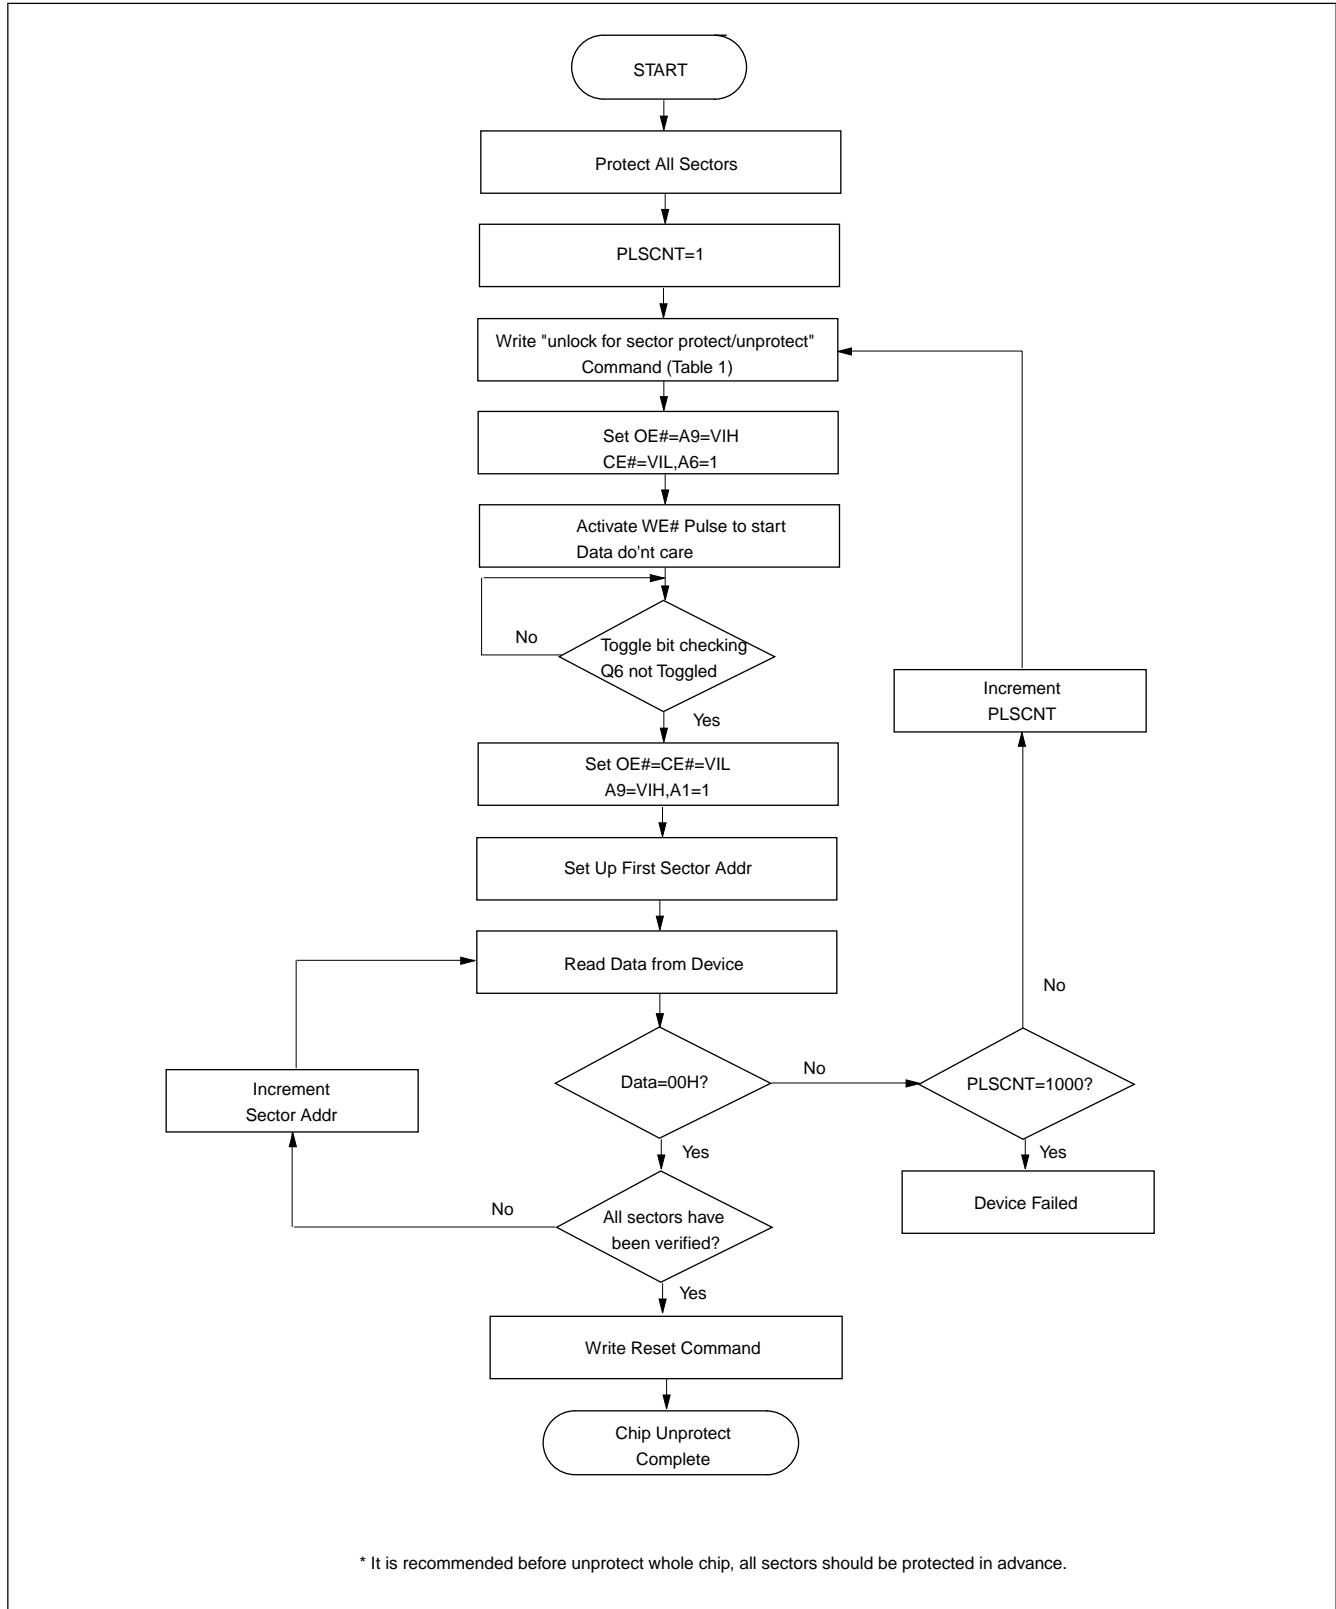 START
Protect All Sectors
PLSCNT=1
Write "unlock for sector protect/unprotect"
Command (Table 1)
Set OE#=A9=VIH
CE#=VIL,A6=1
Activate WE# Pulse to start
Data do'nt care
No
Toggle bit checking
Q6 not Toggled
Yes
Increment
PLSCNT
Set OE#=CE#=VIL
A9=VIH,A1=1
Set Up First Sector Addr
Read Data from Device
No
Data=00H?
No
PLSCNT=1000?
Increment
Sector Addr
Yes
Yes
Device Failed
No
All sectors have
been verified?
Yes
Write Reset Command
Chip Unprotect
Complete
* It is recommended before unprotect whole chip, all sectors should be protected in advance.